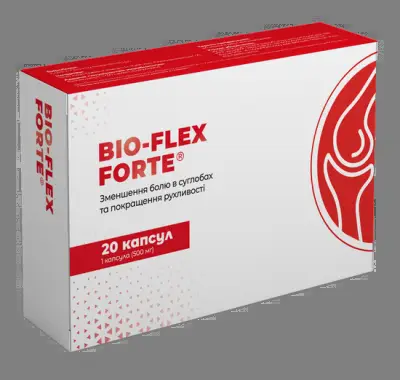 BIO-FLEX
FORTE®
BIO-FLEX
FORTE®
Зменшення болю в суглобах
та покращення рухливості
20 капсул
1 капсула (500 мг)